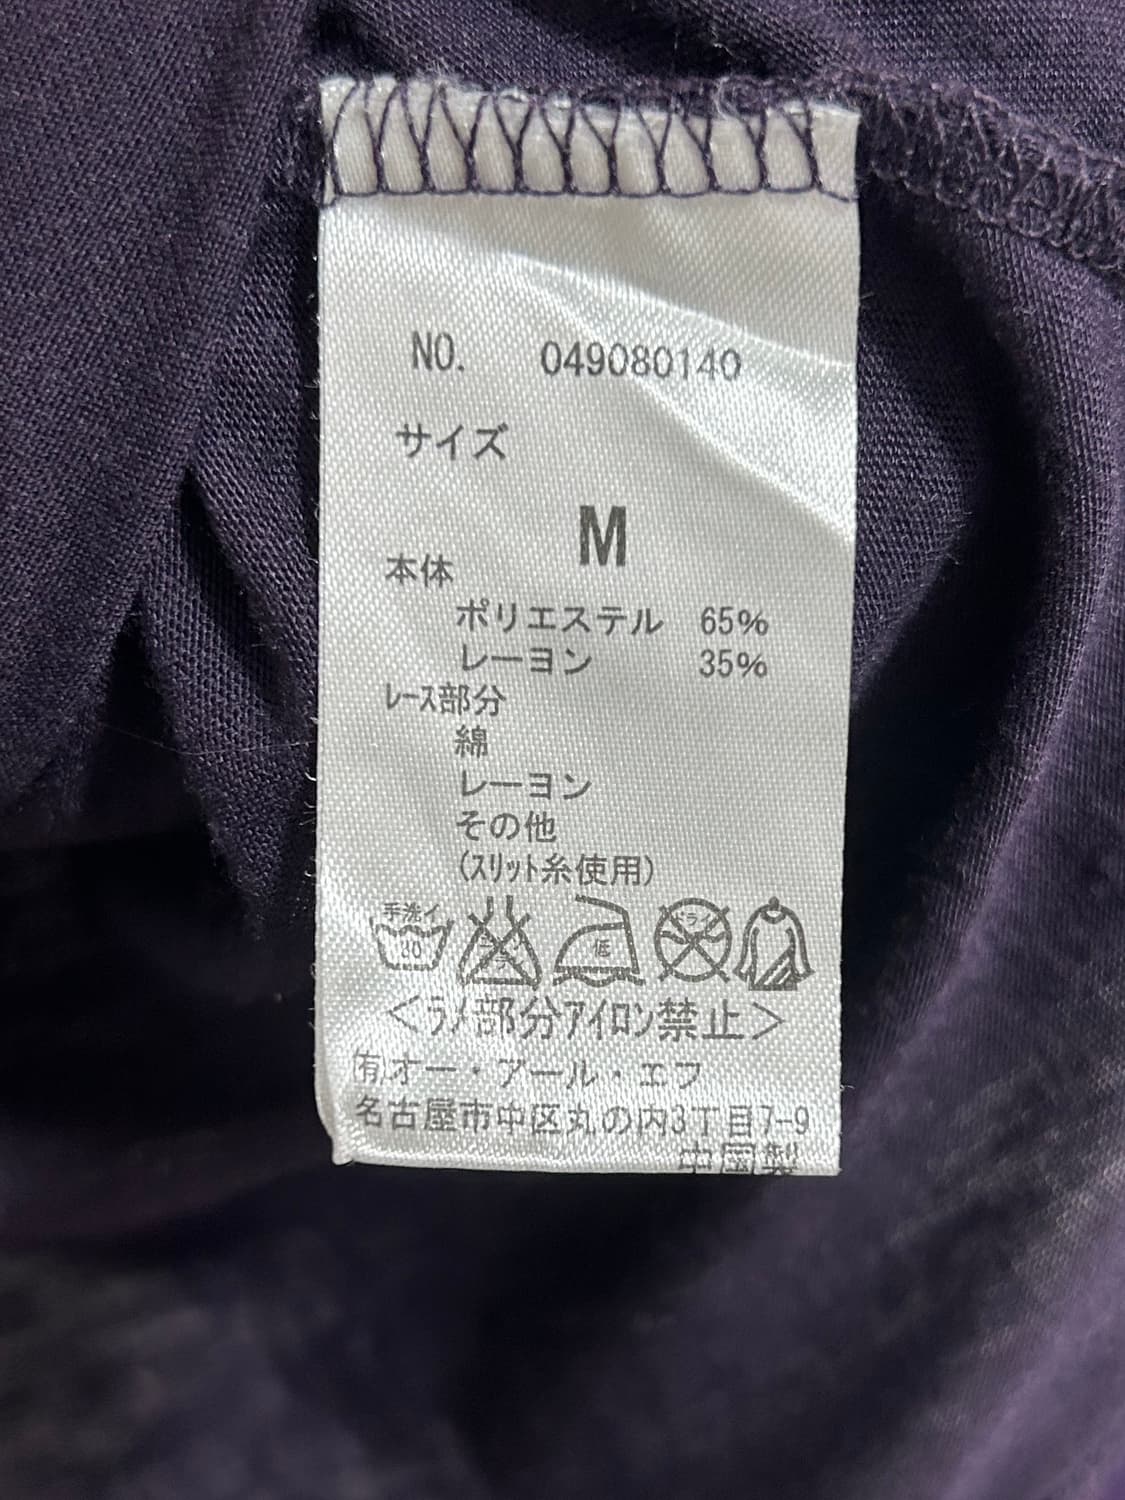 NO. 049080140
サイズ
M
本体
ポリエステル 65%
レーヨン 35%
ﾚｰｽ部分
綿
レーヨン
その他
(ｽﾘｯﾄ糸使用)
手洗イ 30 低 ドライ
<ﾗﾒ部分ｱｲﾛﾝ禁止>
㈲オー・アール・エフ
名古屋市中区丸の内3丁目7-9
中国製